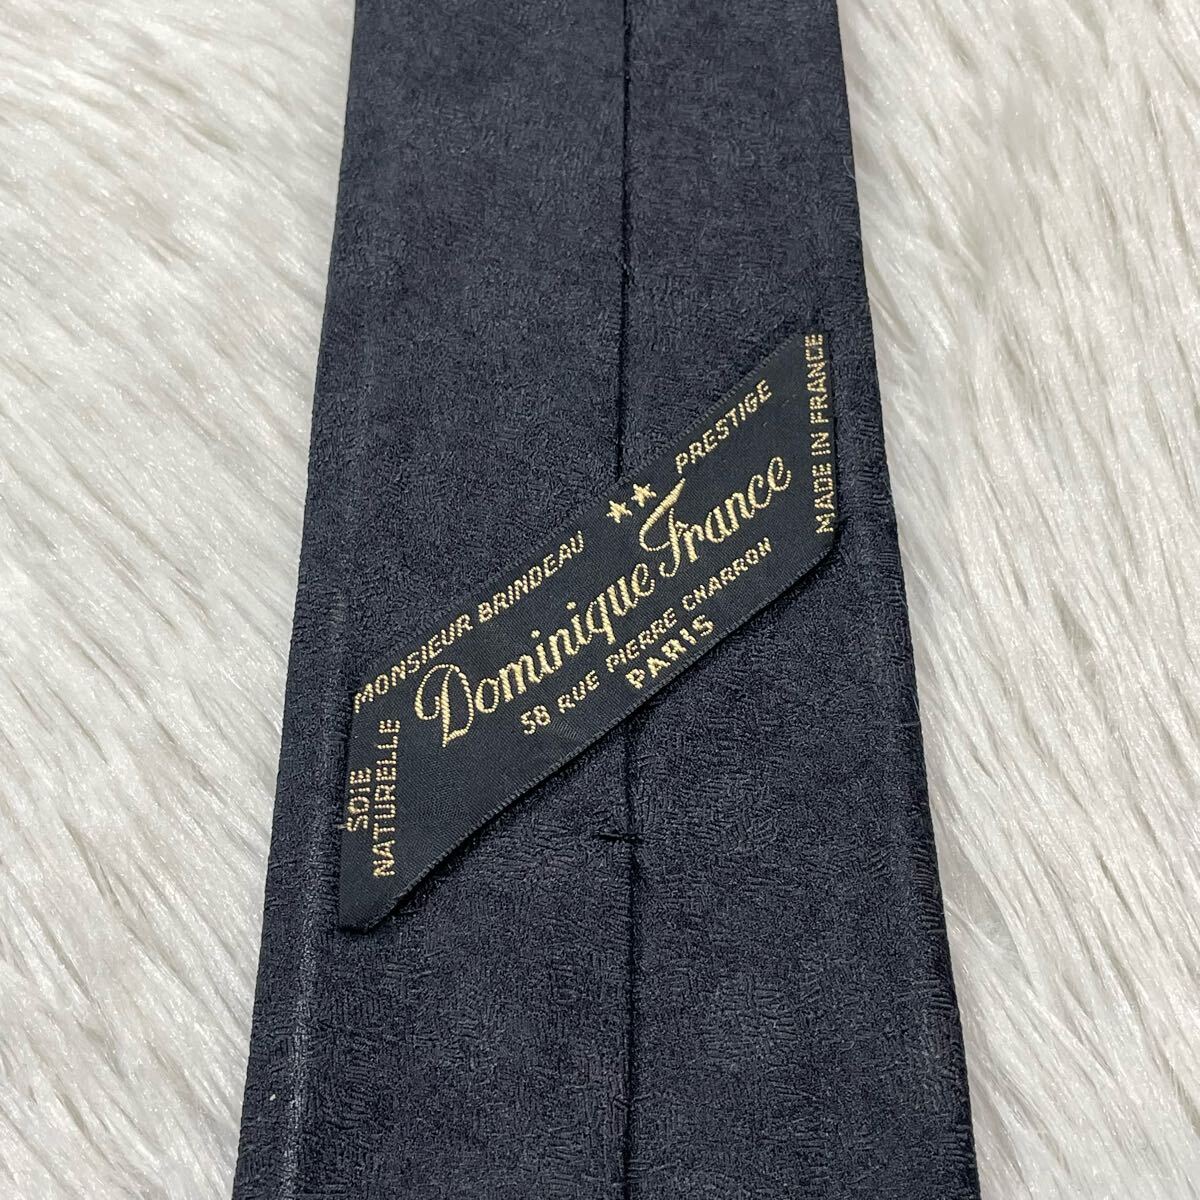 MONSIEUR BRINDEAU ★★ PRESTIGE
Dominique France
58 RUE PIERRE CHARRON
PARIS
SOIE
NATURELLE
MADE IN FRANCE